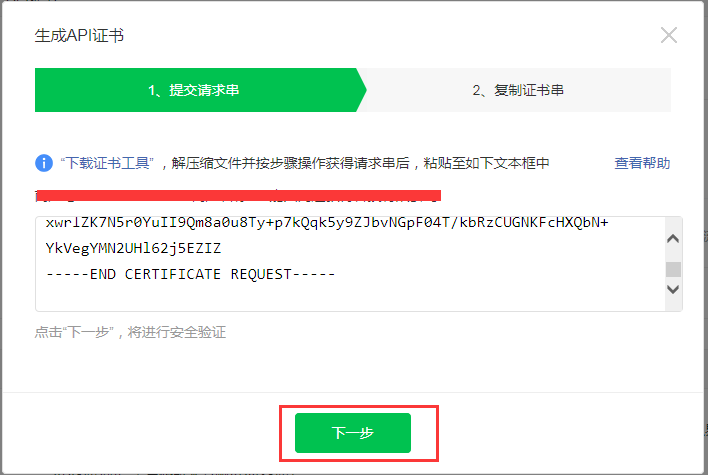 生成API证书
1、提交请求串
2、复制证书串
“下载证书工具”，解压缩文件并按步骤操作获得请求串后，粘贴至如下文本框中
查看帮助
xwrlZK7N5r0YuII9Qm8a0u8Ty+p7kQqk5y9ZJbvNGpF04T/kbRzCUGNKFcHXQbN+
YkVegYMN2UHl62j5EZIZ
-----END CERTIFICATE REQUEST-----
点击“下一步”，将进行安全验证
下一步